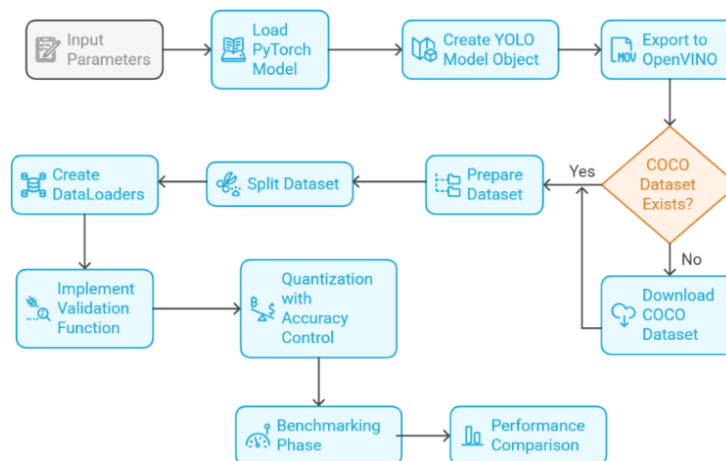 Input
Parameters
Load
PyTorch
Model
Create YOLO
Model Object
MOV
Export to
OpenVINO
COCO
Dataset
Exists?
Yes
No
Download
COCO
Dataset
Prepare
Dataset
Split Dataset
Create
DataLoaders
Implement
Validation
Function
B
$
Quantization
with
Accuracy
Control
Benchmarking
Phase
Performance
Comparison